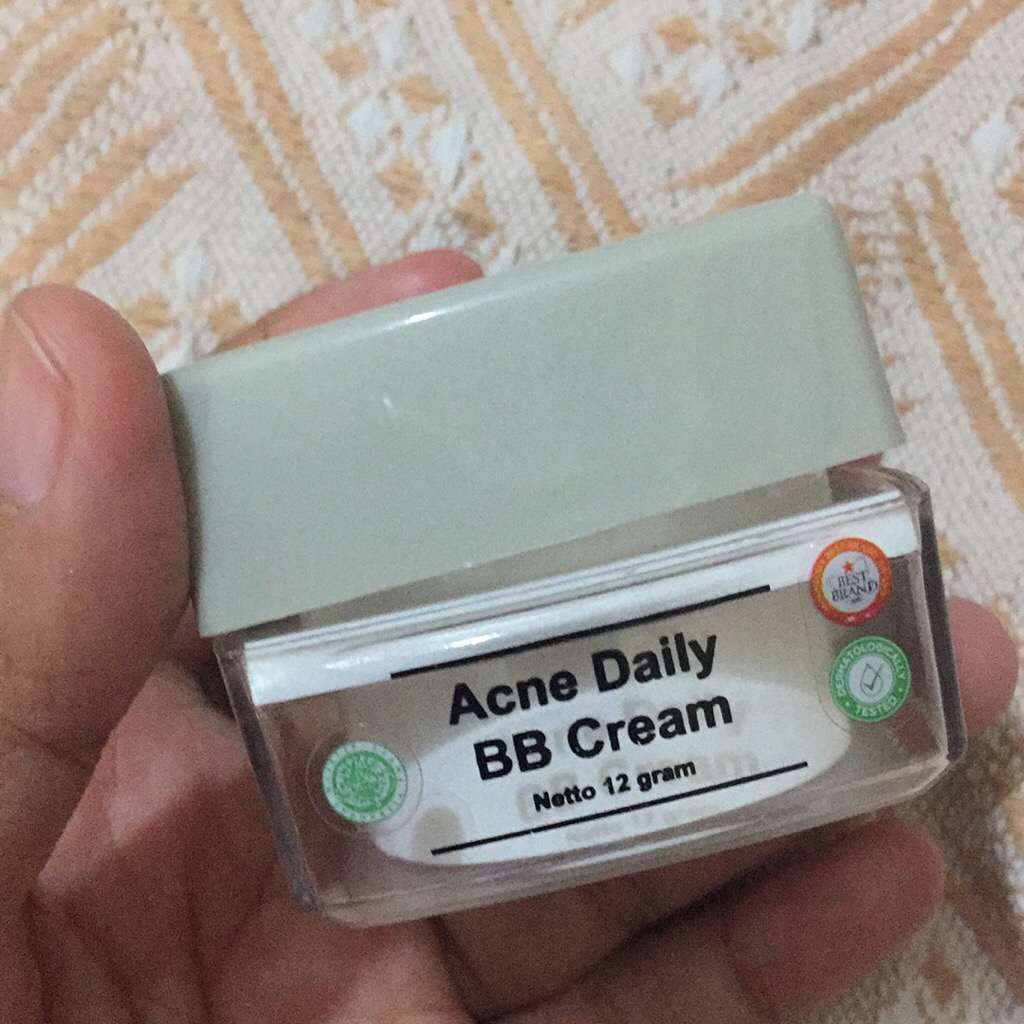 Acne Daily
BB Cream
Netto 12 gram
BEST
BRAND
DERMATOLOGICALLY
TESTED